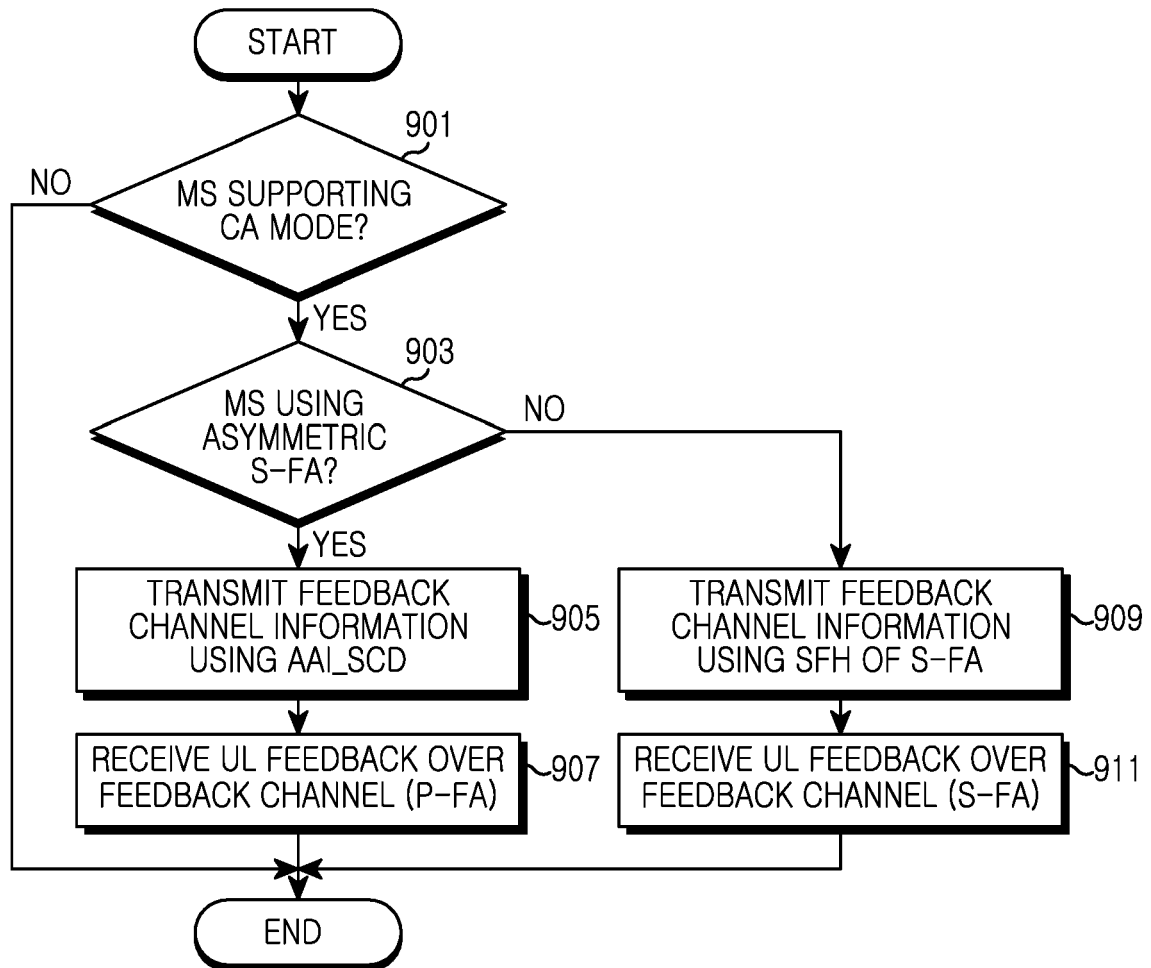 START
901
NO
MS SUPPORTING
CA MODE?
YES
903
MS USING
ASYMMETRIC
S-FA?
NO
YES
TRANSMIT FEEDBACK
CHANNEL INFORMATION
USING AAI_SCD
905
TRANSMIT FEEDBACK
CHANNEL INFORMATION
USING SFH OF S-FA
909
RECEIVE UL FEEDBACK OVER
FEEDBACK CHANNEL (P-FA)
907
RECEIVE UL FEEDBACK OVER
FEEDBACK CHANNEL (S-FA)
911
END